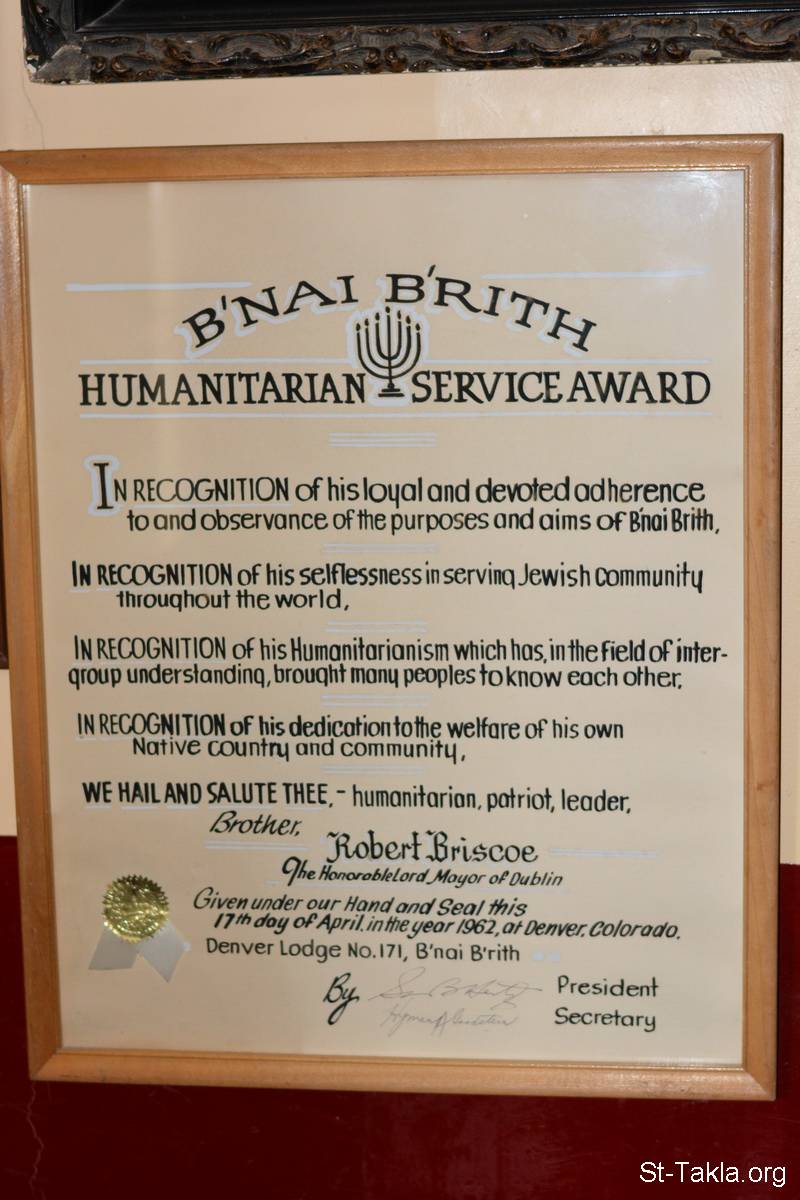 B'NAI B'RITH
HUMANITARIAN SERVICE AWARD
IN RECOGNITION of his loyal and devoted adherence
to and observance of the purposes and aims of B'nai Brith,
IN RECOGNITION of his selflessness in serving Jewish Community
throughout the world,
IN RECOGNITION of his Humanitarianism which has, in the field of inter-
group understanding, brought many peoples to know each other,
IN RECOGNITION of his dedication to the welfare of his own
Native country and community,
WE HAIL AND SALUTE THEE, - humanitarian, patriot, leader,
Brother,
Robert Briscoe
The Honorable Lord Mayor of Dublin
Given under our Hand and Seal this
17th day of April, in the year 1962, at Denver, Colorado.
Denver Lodge No. 171, B'nai B'rith
By President
Secretary
St-Takla.org